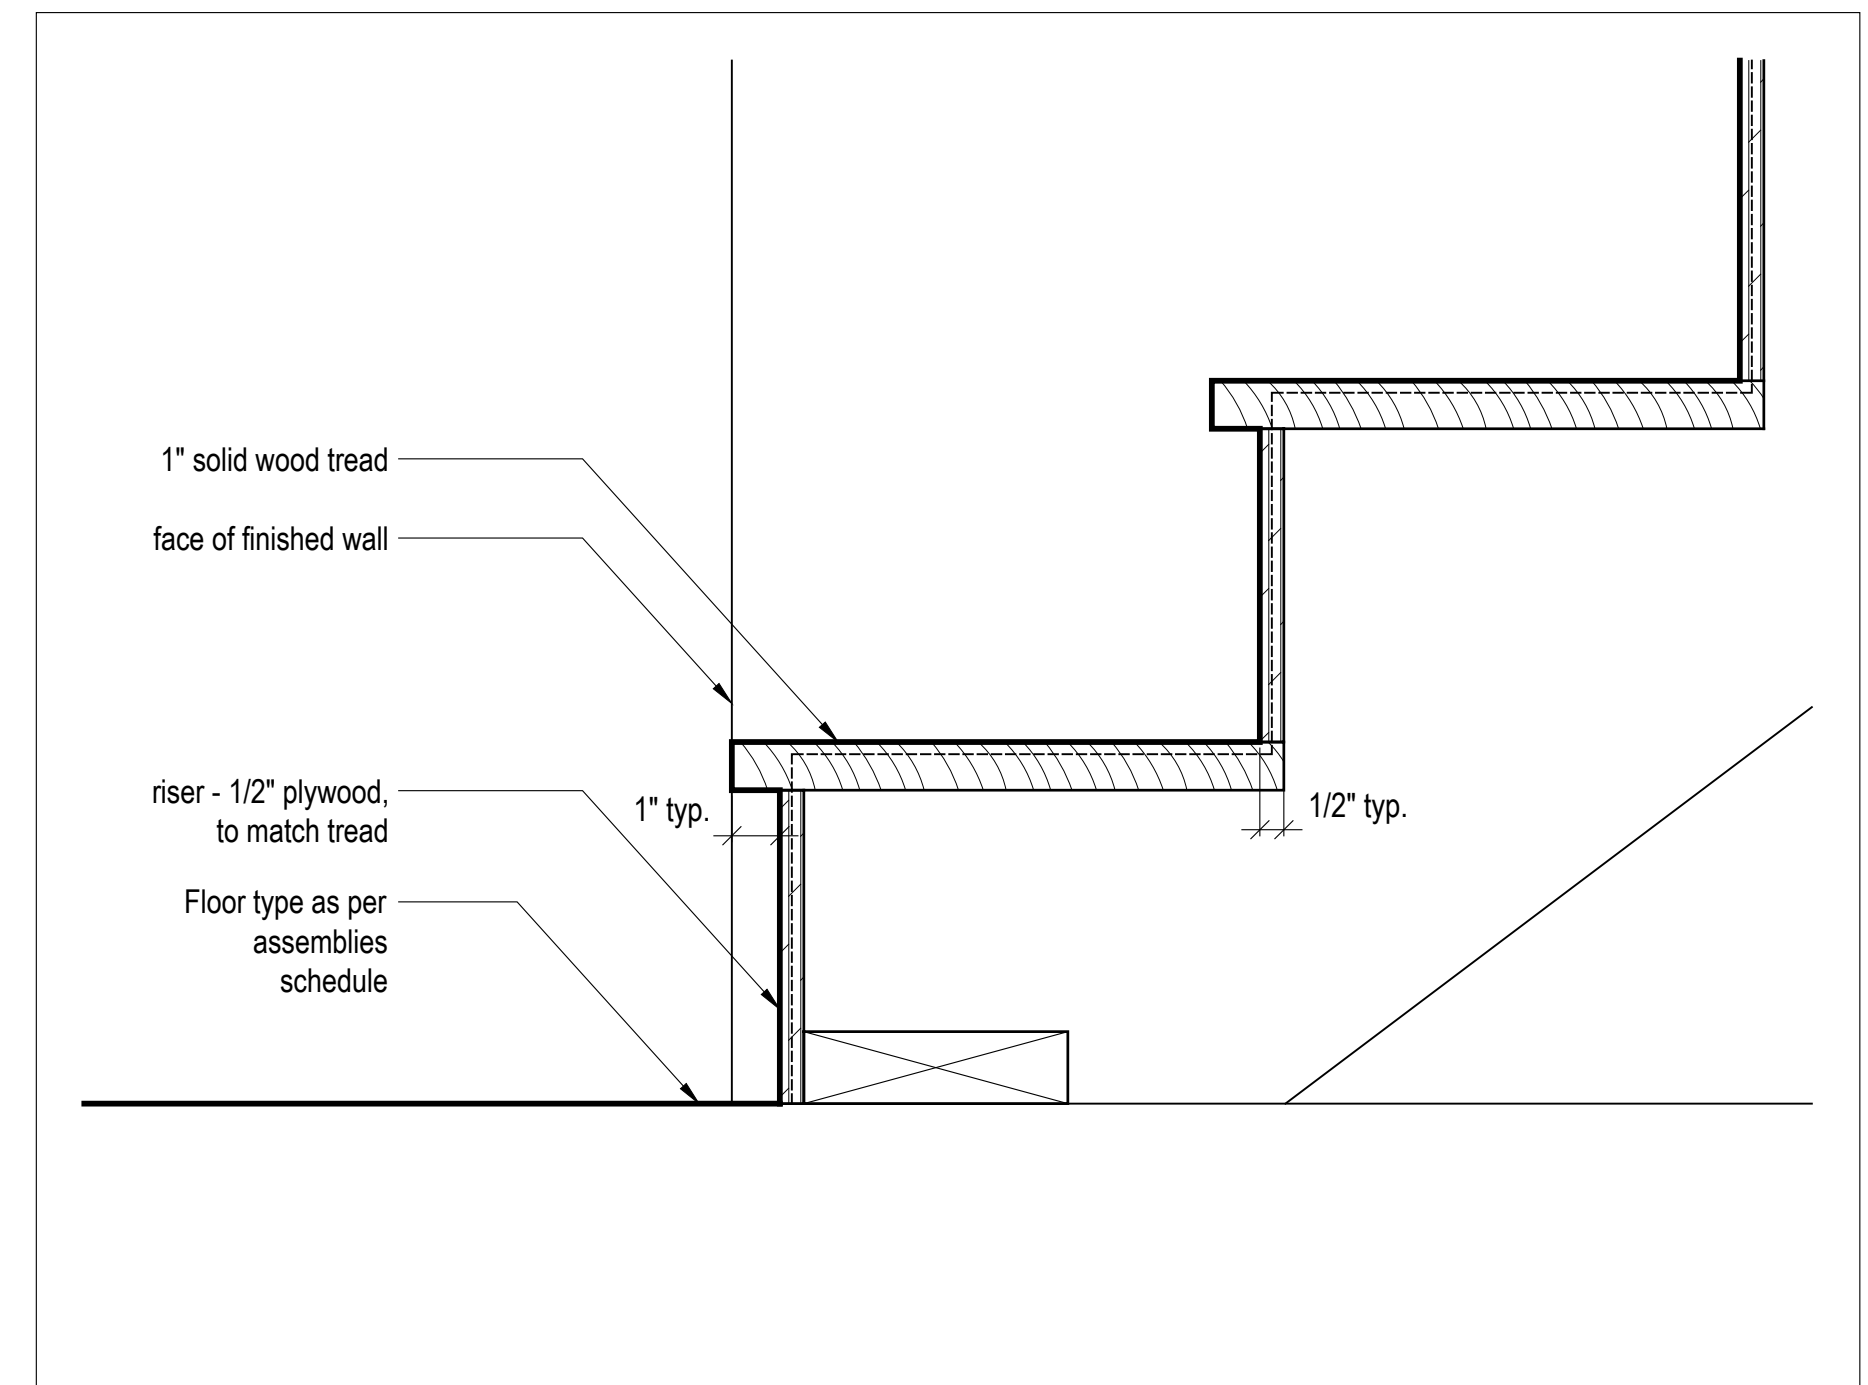 1" solid wood tread
face of finished wall
riser - 1/2" plywood,
to match tread
1" typ.
1/2" typ.
Floor type as per
assemblies
schedule